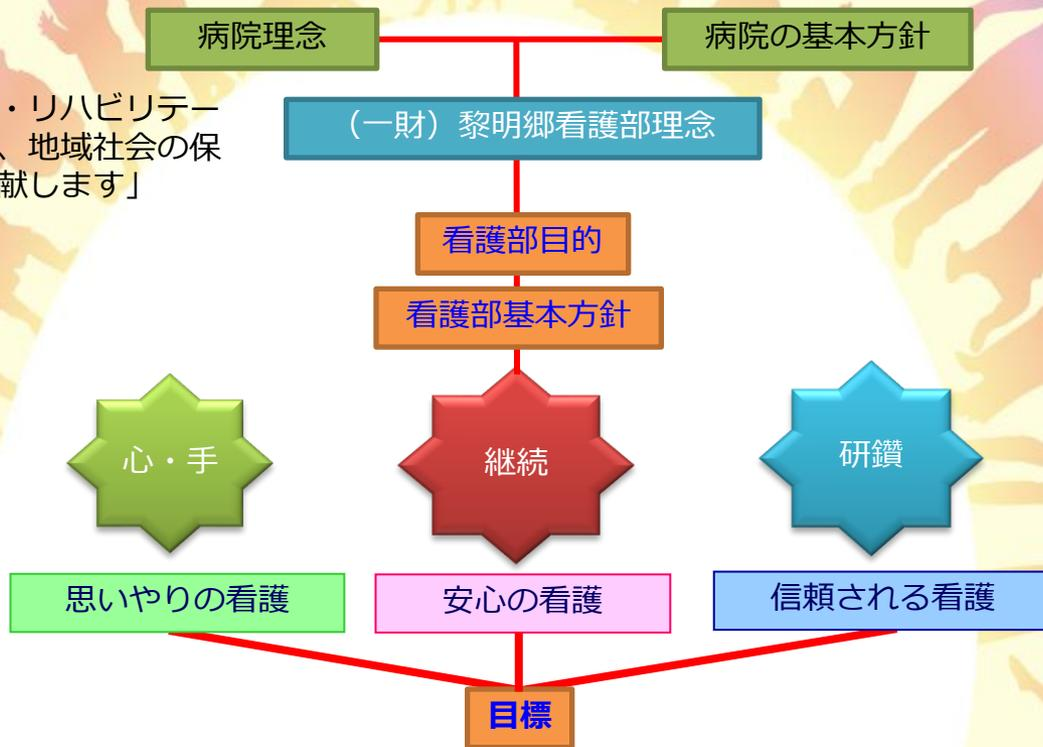 病院理念
病院の基本方針
・リハビリテー
、地域社会の保
献します」
（一財）黎明郷看護部理念
看護部目的
看護部基本方針
心・手
継続
研鑽
思いやりの看護
安心の看護
信頼される看護
目標